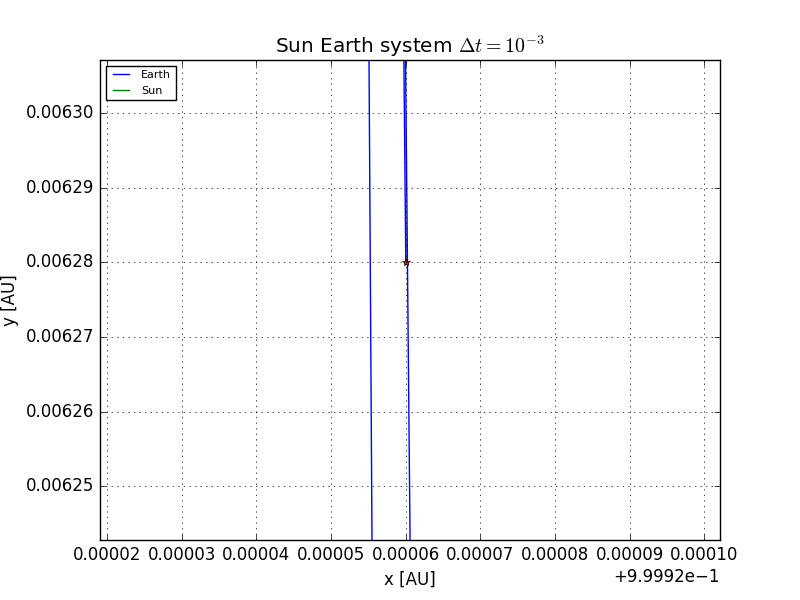 Sun Earth system Δt = 10⁻³
Earth
Sun
0.00630
0.00629
0.00628
0.00627
0.00626
0.00625
y [AU]
0.00002 0.00003 0.00004 0.00005 0.00006 0.00007 0.00008 0.00009 0.00010
x [AU]
+9.9992e−1